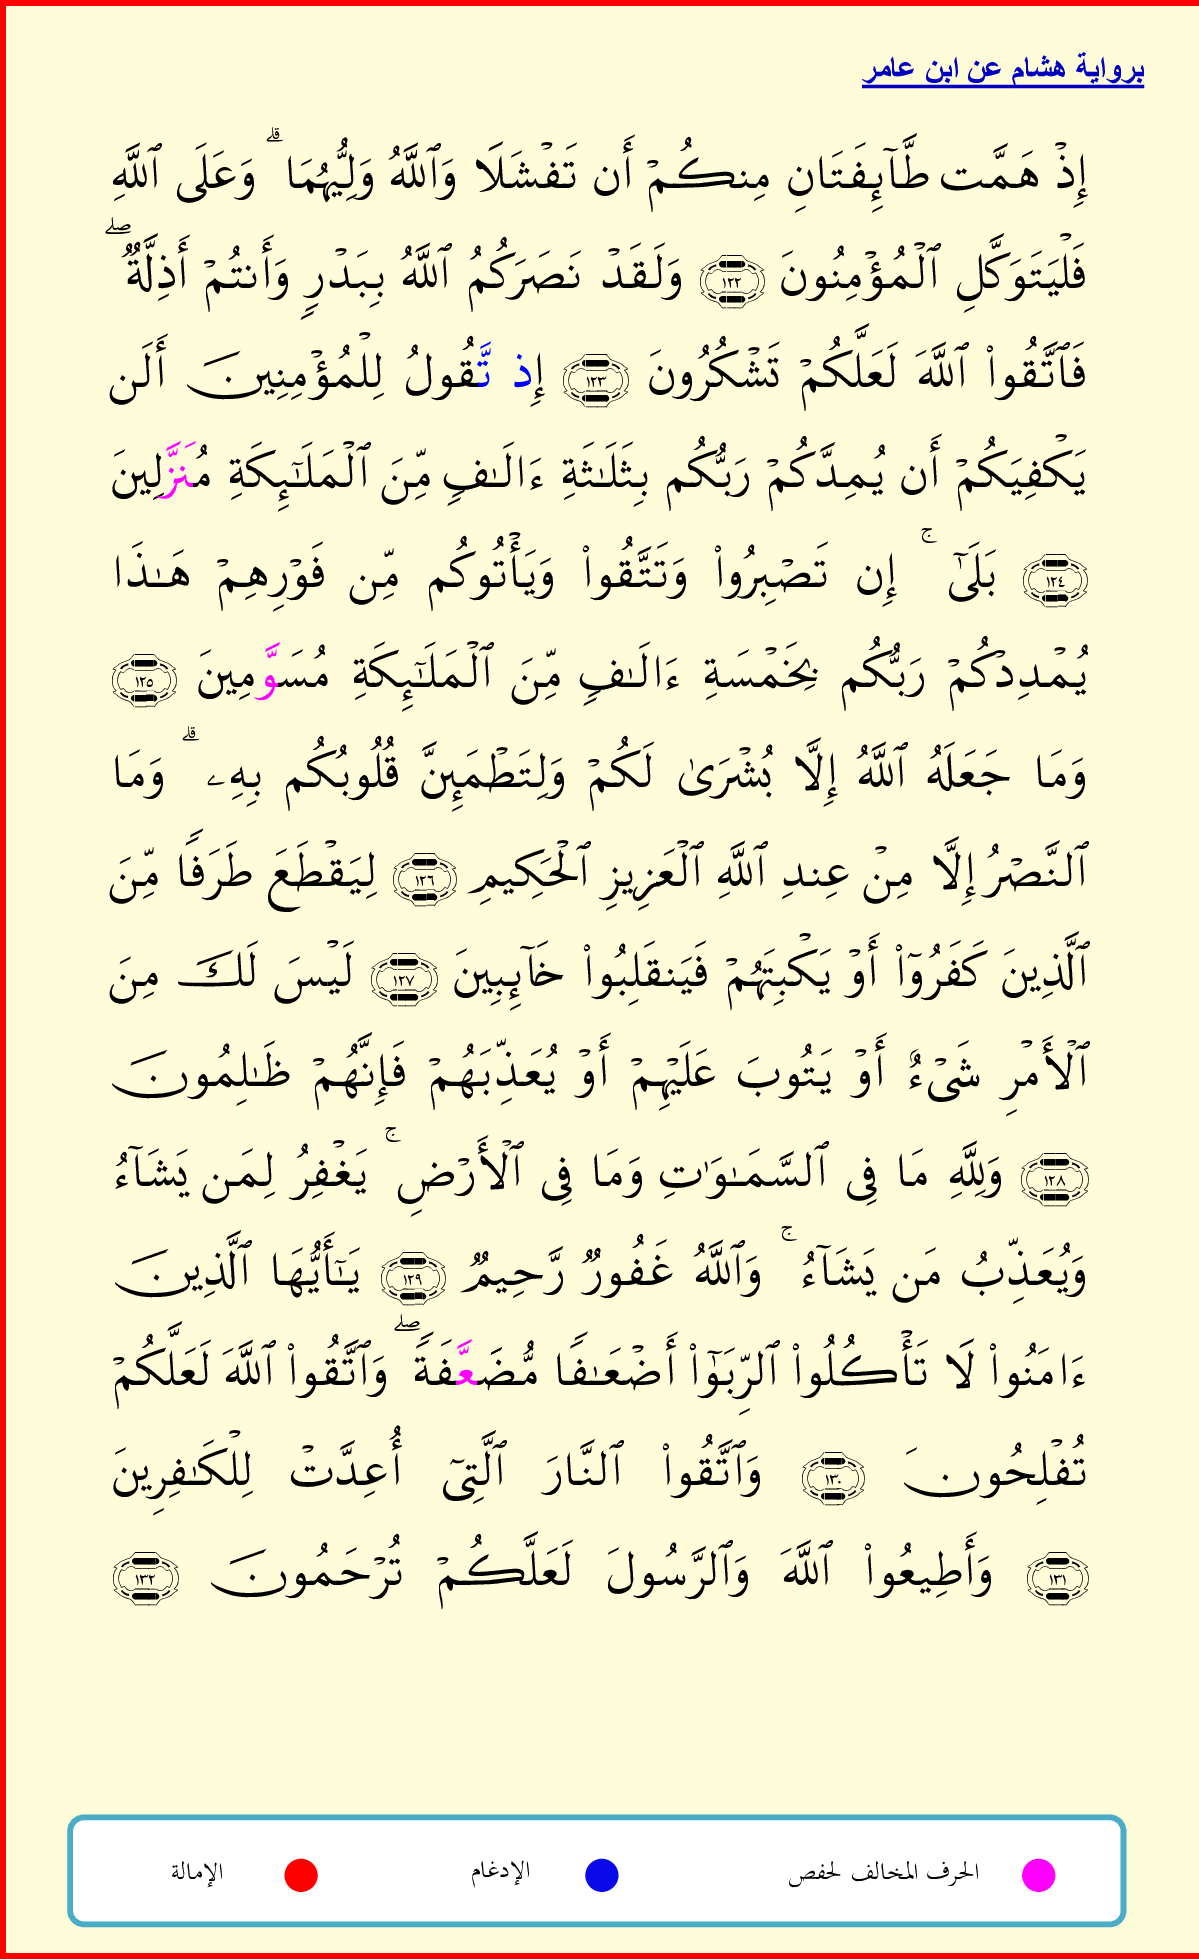 برواية هشام عن ابن عامر
إِذۡ هَمَّت طَّآئِفَتَانِ مِنكُمۡ أَن تَفۡشَلَا وَٱللَّهُ وَلِيُّهُمَاۗ وَعَلَى ٱللَّهِ
فَلۡيَتَوَكَّلِ ٱلۡمُؤۡمِنُونَ ١٢٢ وَلَقَدۡ نَصَرَكُمُ ٱللَّهُ بِبَدۡرٖ وَأَنتُمۡ أَذِلَّةٞۖ
فَٱتَّقُواْ ٱللَّهَ لَعَلَّكُمۡ تَشۡكُرُونَ ١٢٣ إِذ تَّقُولُ لِلۡمُؤۡمِنِينَ أَلَن
يَكۡفِيَكُمۡ أَن يُمِدَّكُمۡ رَبُّكُم بِثَلَٰثَةِ ءَالَٰفٖ مِّنَ ٱلۡمَلَٰٓئِكَةِ مُنَزَّلِينَ
١٢٤ بَلَىٰٓۚ إِن تَصۡبِرُواْ وَتَتَّقُواْ وَيَأۡتُوكُم مِّن فَوۡرِهِمۡ هَٰذَا
يُمۡدِدۡكُمۡ رَبُّكُم بِخَمۡسَةِ ءَالَٰفٖ مِّنَ ٱلۡمَلَٰٓئِكَةِ مُسَوَّمِينَ ١٢٥
وَمَا جَعَلَهُ ٱللَّهُ إِلَّا بُشۡرَىٰ لَكُمۡ وَلِتَطۡمَئِنَّ قُلُوبُكُم بِهِۦۗ وَمَا
ٱلنَّصۡرُ إِلَّا مِنۡ عِندِ ٱللَّهِ ٱلۡعَزِيزِ ٱلۡحَكِيمِ ١٢٦ لِيَقۡطَعَ طَرَفٗا مِّنَ
ٱلَّذِينَ كَفَرُوٓاْ أَوۡ يَكۡبِتَهُمۡ فَيَنقَلِبُواْ خَآئِبِينَ ١٢٧ لَيۡسَ لَكَ مِنَ
ٱلۡأَمۡرِ شَيۡءٌ أَوۡ يَتُوبَ عَلَيۡهِمۡ أَوۡ يُعَذِّبَهُمۡ فَإِنَّهُمۡ ظَٰلِمُونَ
١٢٨ وَلِلَّهِ مَا فِي ٱلسَّمَٰوَٰتِ وَمَا فِي ٱلۡأَرۡضِۚ يَغۡفِرُ لِمَن يَشَآءُ
وَيُعَذِّبُ مَن يَشَآءُۚ وَٱللَّهُ غَفُورٞ رَّحِيمٞ ١٢٩ يَٰٓأَيُّهَا ٱلَّذِينَ
ءَامَنُواْ لَا تَأۡكُلُواْ ٱلرِّبَوٰٓاْ أَضۡعَٰفٗا مُّضَعَّفَةٗۖ وَٱتَّقُواْ ٱللَّهَ لَعَلَّكُمۡ
تُفۡلِحُونَ ١٣٠ وَٱتَّقُواْ ٱلنَّارَ ٱلَّتِيٓ أُعِدَّتۡ لِلۡكَٰفِرِينَ
١٣١ وَأَطِيعُواْ ٱللَّهَ وَٱلرَّسُولَ لَعَلَّكُمۡ تُرۡحَمُونَ ١٣٢
الحرف المخالف لحفص الإدغام الإمالة